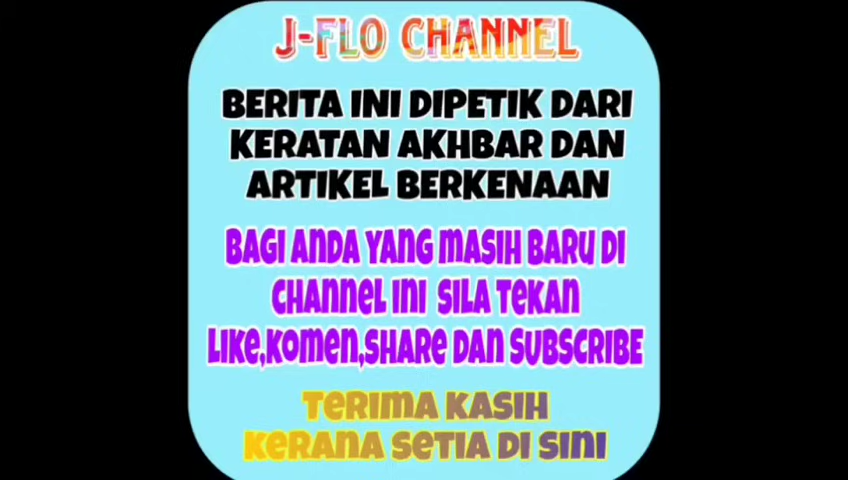 J-FLO CHANNEL
BERITA INI DIPETIK DARI
KERATAN AKHBAR DAN
ARTIKEL BERKENAAN
BAGI ANDA YANG MASIH BARU DI
CHANNEL INI SILA TEKAN
LIKE,KOMEN,SHARE DAN SUBSCRIBE
TERIMA KASIH
KERANA SETIA DI SINI